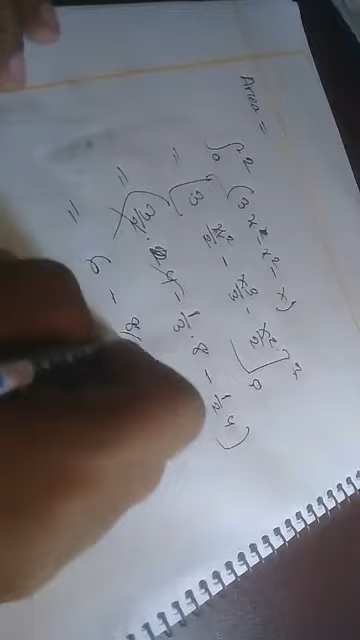 Area =
∫₀² (3x - x² - x)
= [3 x²/2 - x³/3 - x²/2]₀²
= (3/2 · 4 - 1/3 · 8 - 1/2 4)
= 6 - 8/